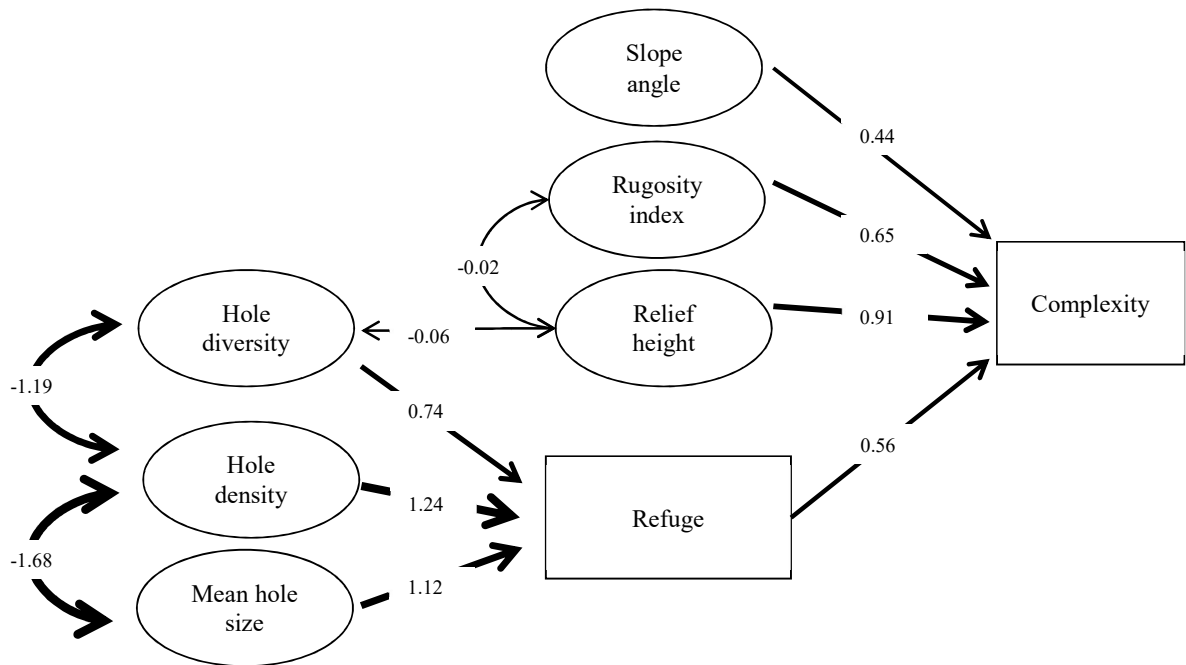 Slope
angle
0.44
Rugosity
index
0.65
-0.02
Complexity
Hole
diversity
-0.06
Relief
height
0.91
-1.19
0.74
0.56
Hole
density
1.24
Refuge
-1.68
1.12
Mean hole
size